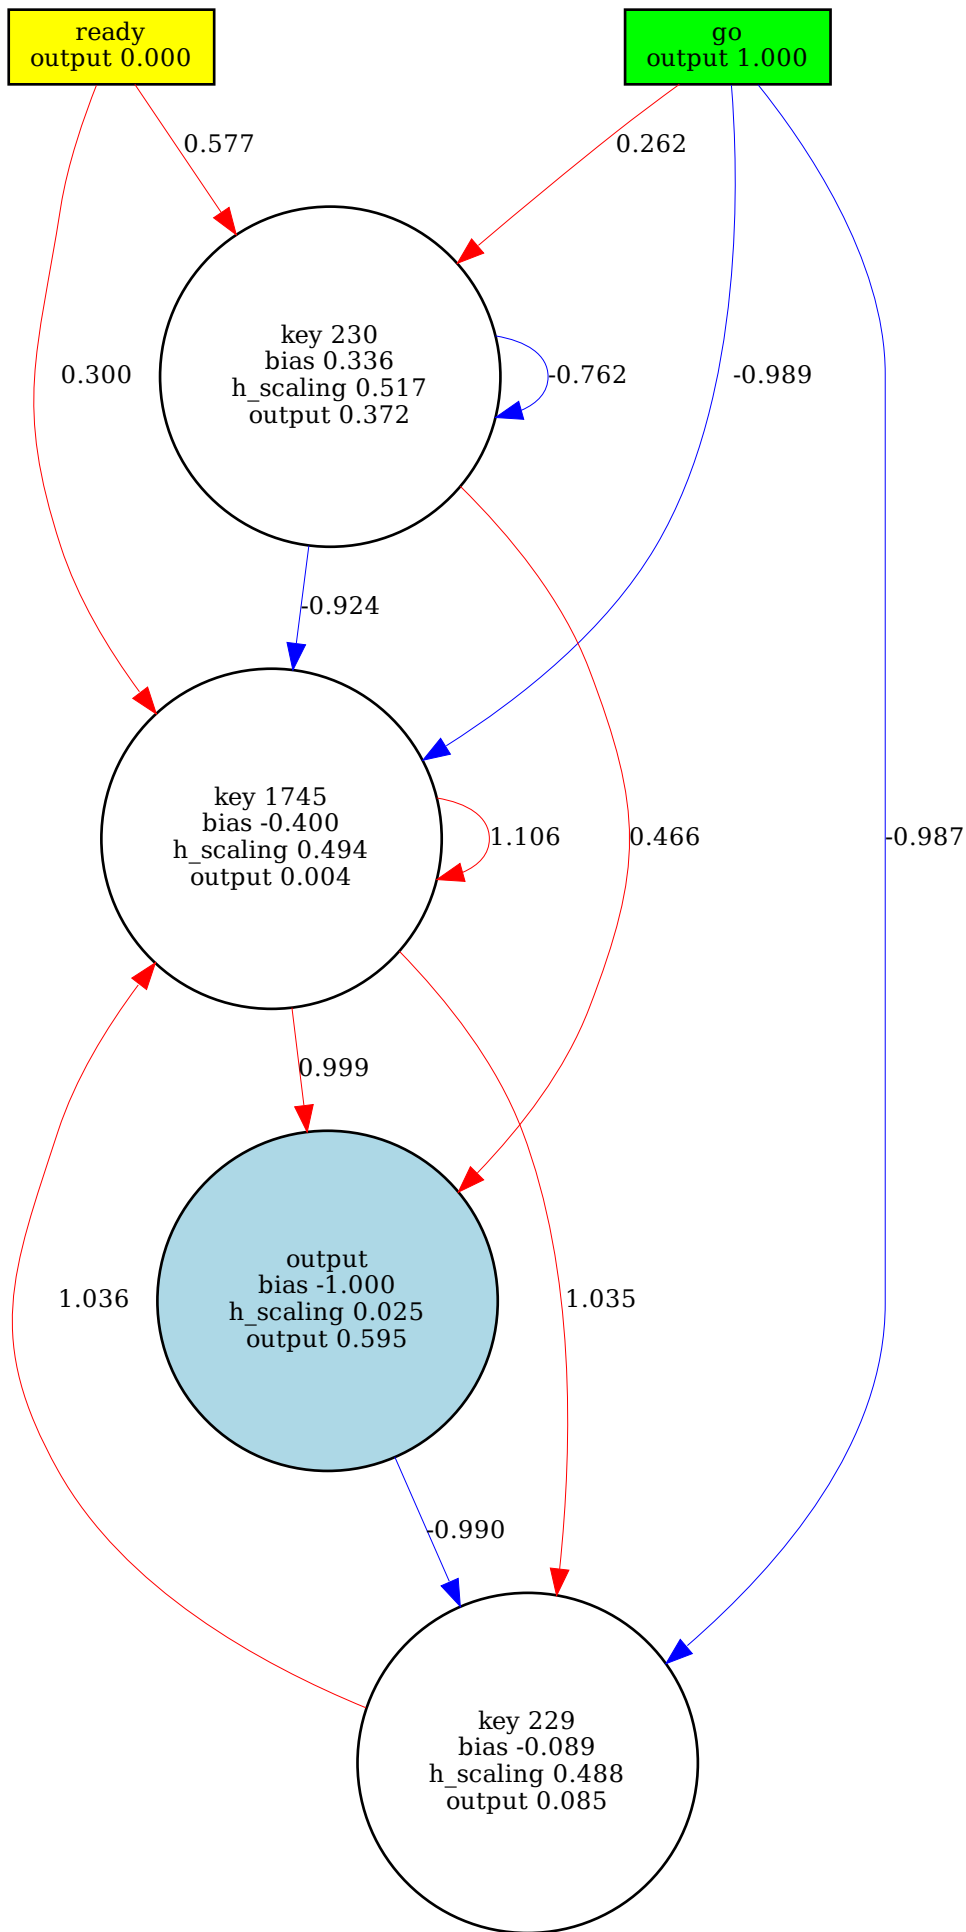 ready
output 0.000
go
output 1.000
0.577
0.262
key 230
bias 0.336
h_scaling 0.517
output 0.372
0.300
-0.762
-0.989
-0.924
key 1745
bias -0.400
h_scaling 0.494
output 0.004
1.106
0.466
-0.987
0.999
output
bias -1.000
h_scaling 0.025
output 0.595
1.036
1.035
-0.990
key 229
bias -0.089
h_scaling 0.488
output 0.085